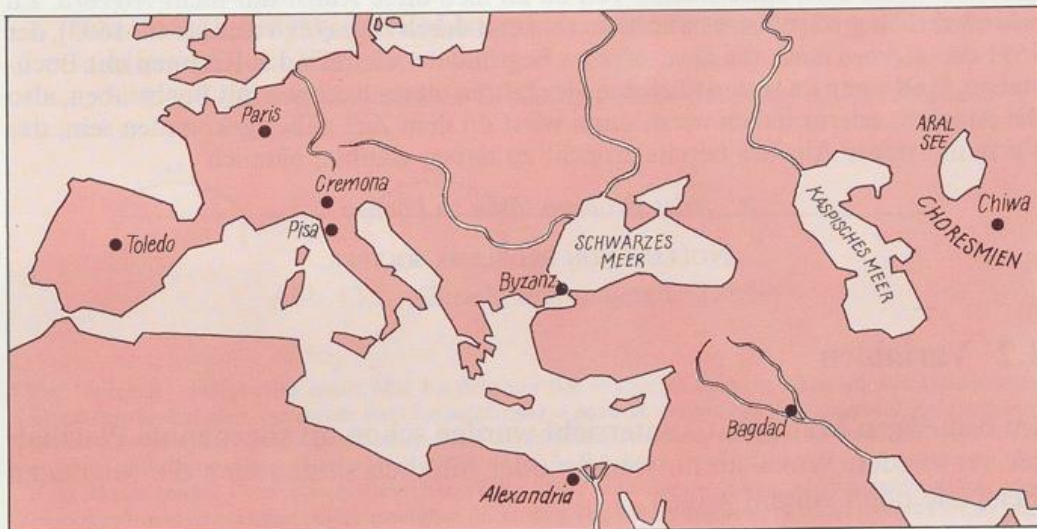 Paris
Cremona
Pisa
Toledo
Byzanz
SCHWARZES
MEER
KASPISCHES MEER
ARAL
SEE
Chiwa
CHORESMIEN
Bagdad
Alexandria